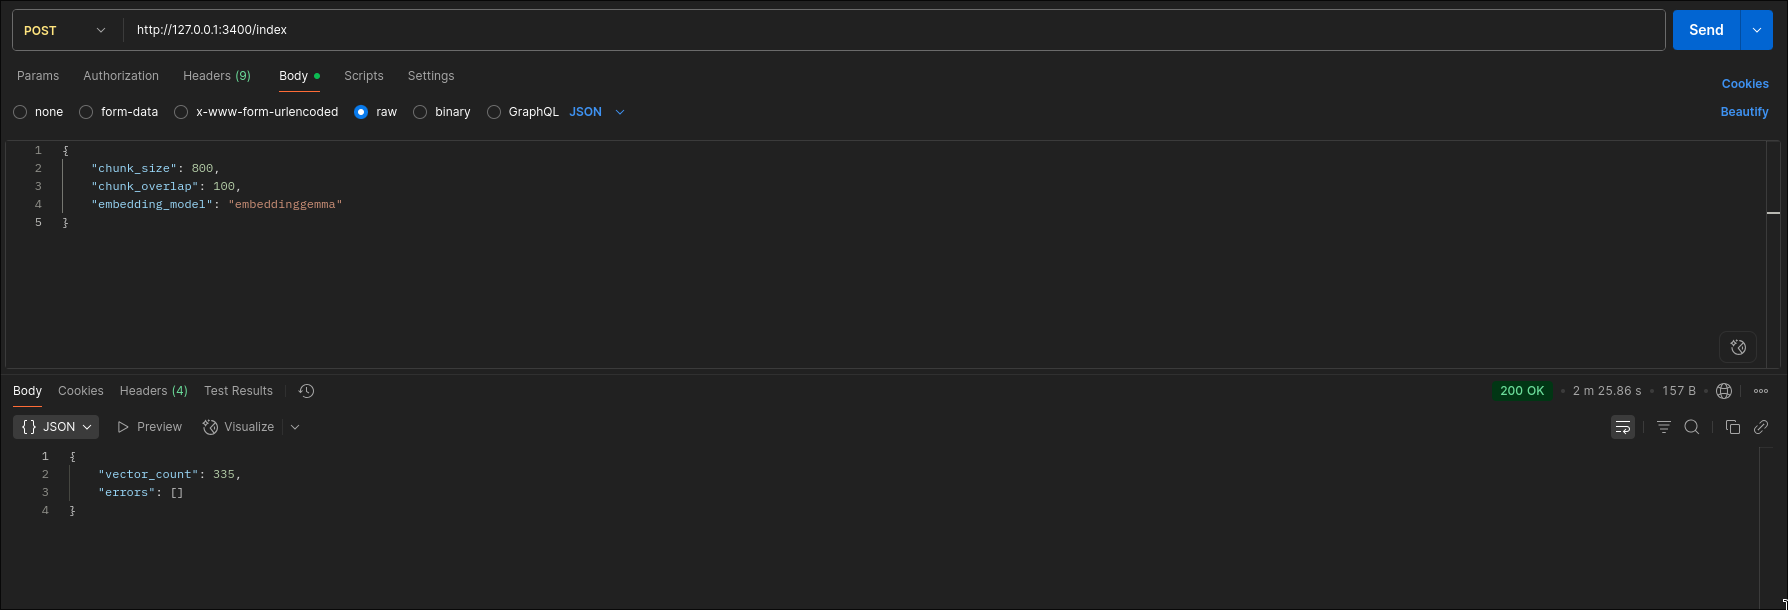 POST http://127.0.0.1:3400/index Send
Params Authorization Headers (9) Body Scripts Settings Cookies
none form-data x-www-form-urlencoded raw binary GraphQL JSON Beautify
1 {
2 "chunk_size": 800,
3 "chunk_overlap": 100,
4 "embedding_model": "embeddinggemma"
5 }
Body Cookies Headers (4) Test Results 200 OK • 2 m 25.86 s • 157 B •
{ } JSON Preview Visualize
1 {
2 "vector_count": 335,
3 "errors": []
4 }